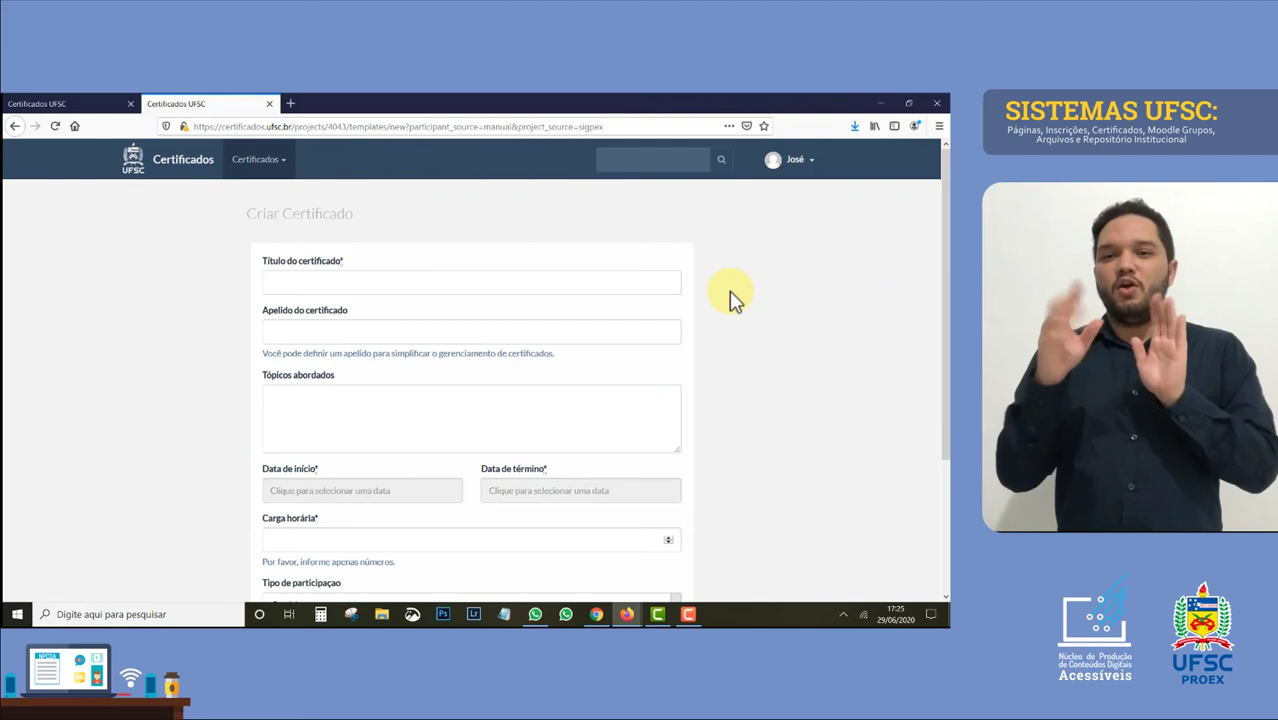 Certificados UFSC
Certificados UFSC
https://certificados.ufsc.br/projects/4043/templates/new?participant_source=manual&project_source=sigpex
UFSC
Certificados
Certificados
José
Criar Certificado
Título do certificado*
Apelido do certificado
Você pode definir um apelido para simplificar o gerenciamento de certificados.
Tópicos abordados
Data de início*
Data de término*
Clique para selecionar uma data
Clique para selecionar uma data
Carga horária*
Por favor, informe apenas números.
Tipo de participaçao
Digite aqui para pesquisar
Ps
Lr
17:25
29/06/2020
SISTEMAS UFSC:
Páginas, Inscrições, Certificados, Moodle Grupos,
Arquivos e Repositório Institucional
Núcleo de Produção
de Conteúdos Digitais
Acessíveis
UFSC
PROEX
NPCDA